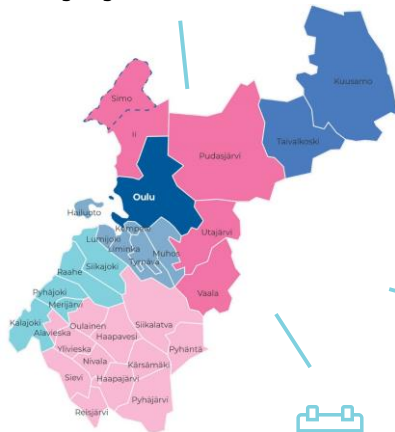 Kuusamo
Simo
Ii
Taivalkoski
Pudasjärvi
Oulu
Hailuoto
Kempele
Utajärvi
Lumijoki
Liminka
Muhos
Tyrnävä
Siikajoki
Raahe
Vaala
Pyhäjoki
Merijärvi
Kalajoki
Alavieska
Oulainen
Siikalatva
Haapavesi
Ylivieska
Pyhäntä
Nivala
Kärsämäki
Sievi
Haapajärvi
Pyhäjärvi
Reisjärvi